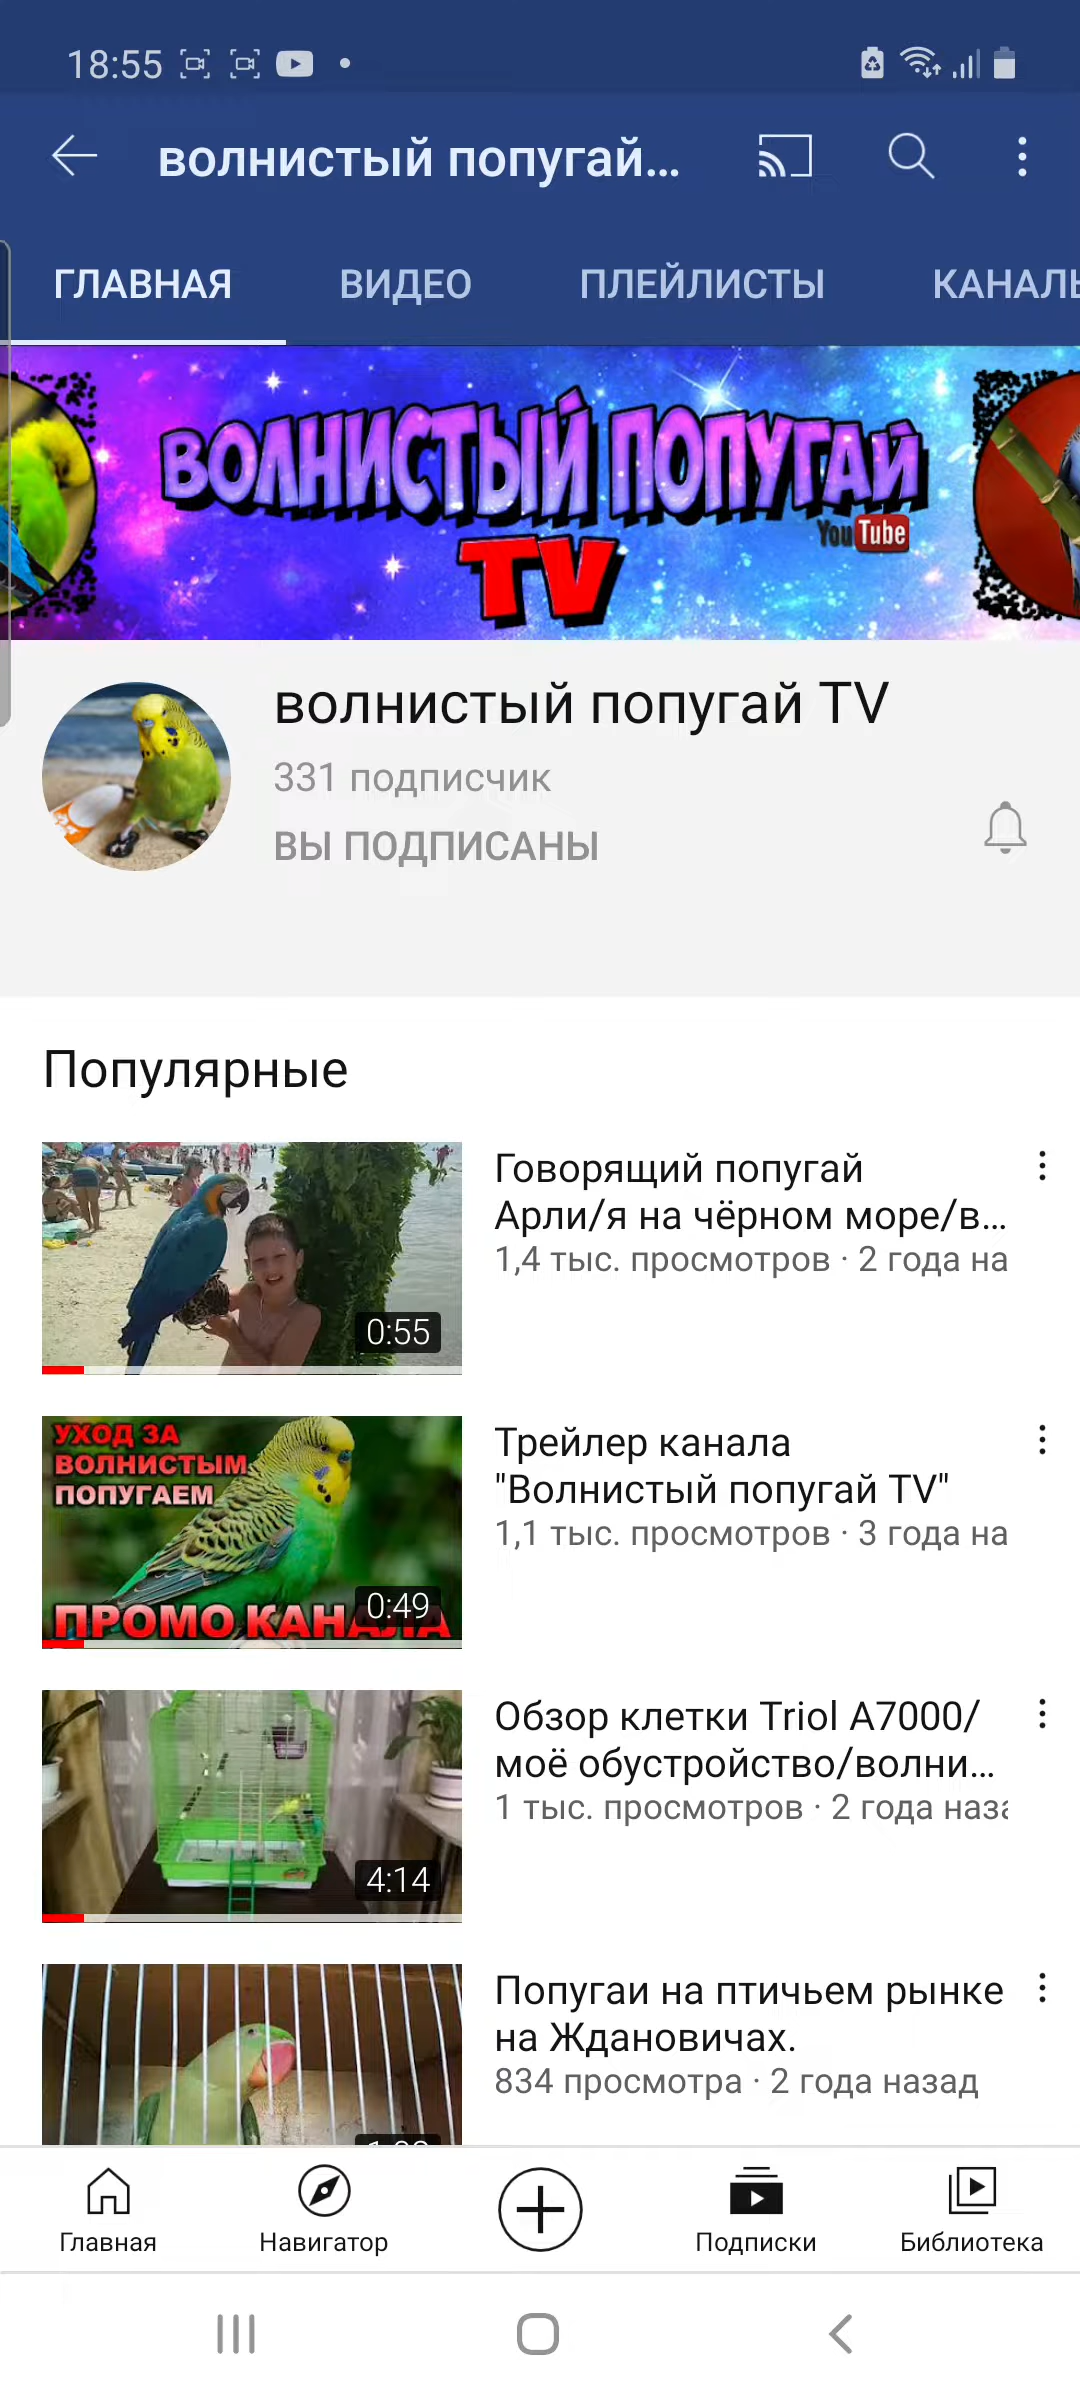 18:55
волнистый попугай...
ГЛАВНАЯ
ВИДЕО
ПЛЕЙЛИСТЫ
КАНАЛЬ
ВОЛНИСТЫЙ ПОПУГАЙ
YouTube
TV
волнистый попугай TV
331 подписчик
ВЫ ПОДПИСАНЫ
Популярные
Говорящий попугай
Арли/я на чёрном море/в...
1,4 тыс. просмотров · 2 года на
0:55
УХОД ЗА
ВОЛНИСТЫМ
ПОПУГАЕМ
ПРОМО КАНАЛА
0:49
Трейлер канала
"Волнистый попугай TV"
1,1 тыс. просмотров · 3 года на
4:14
Обзор клетки Triol A7000/
моё обустройство/волни...
1 тыс. просмотров · 2 года наза
Попугаи на птичьем рынке
на Ждановичах.
834 просмотра · 2 года назад
Главная
Навигатор
Подписки
Библиотека